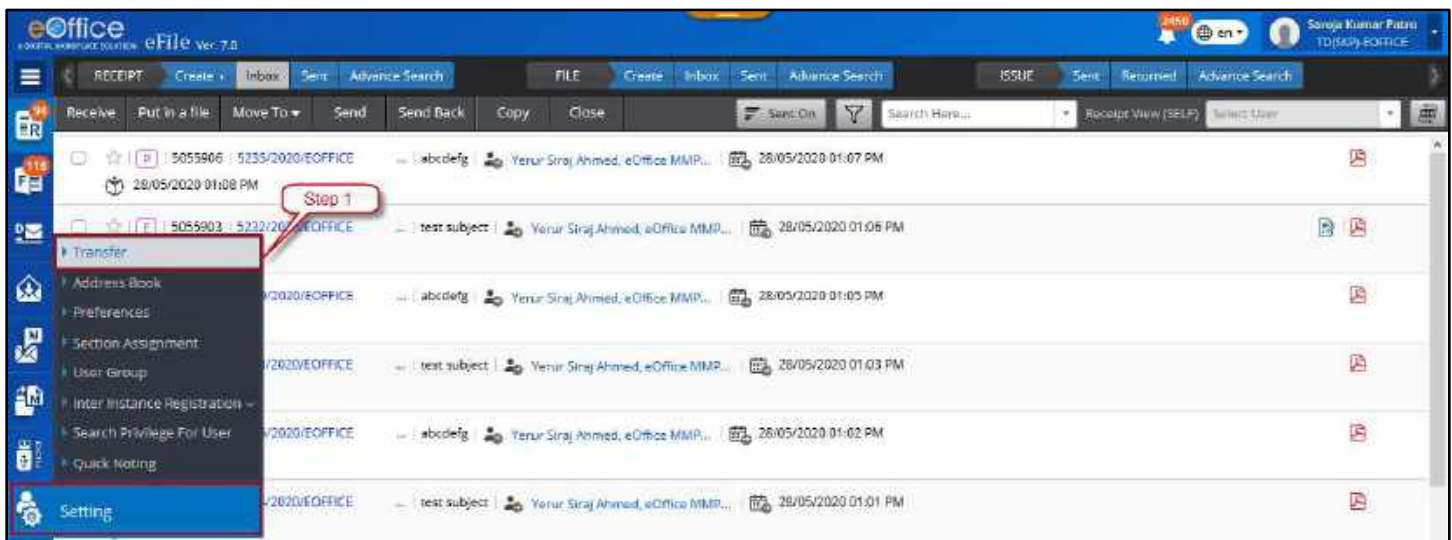 eOffice
A DIGITAL WORKPLACE SOLUTION eFile Ver. 7.0
2450
en
Saroja Kumar Patru
TD(SKP)-EOFFICE
RECEIPT Create Inbox Sent Advance Search FILE Create Inbox Sent Advance Search ISSUE Sent Returned Advance Search
Receive Put in a file Move To Send Send Back Copy Close Sent On Search Here... Receipt View (SELF) Select User
5055906 5235/2020/EOFFICE ... abcdefg Yerur Siraj Ahmed, eOffice MMP... 28/05/2020 01:07 PM
28/05/2020 01:08 PM
Step 1
5055903 test subject Yerur Siraj Ahmed, eOffice MMP... 28/05/2020 01:06 PM
Transfer
Address Book
/2020/EOFFICE ... abcdefg Yerur Siraj Ahmed, eOffice MMP... 28/05/2020 01:05 PM
Preferences
Section Assignment
/2020/EOFFICE ... test subject Yerur Siraj Ahmed, eOffice MMP... 28/05/2020 01:03 PM
User Group
Inter Instance Registration
Search Privilege For User
/2020/EOFFICE ... abcdefg Yerur Siraj Ahmed, eOffice MMP... 28/05/2020 01:02 PM
Quick Noting
Setting
/2020/EOFFICE ... test subject Yerur Siraj Ahmed, eOffice MMP... 28/05/2020 01:01 PM